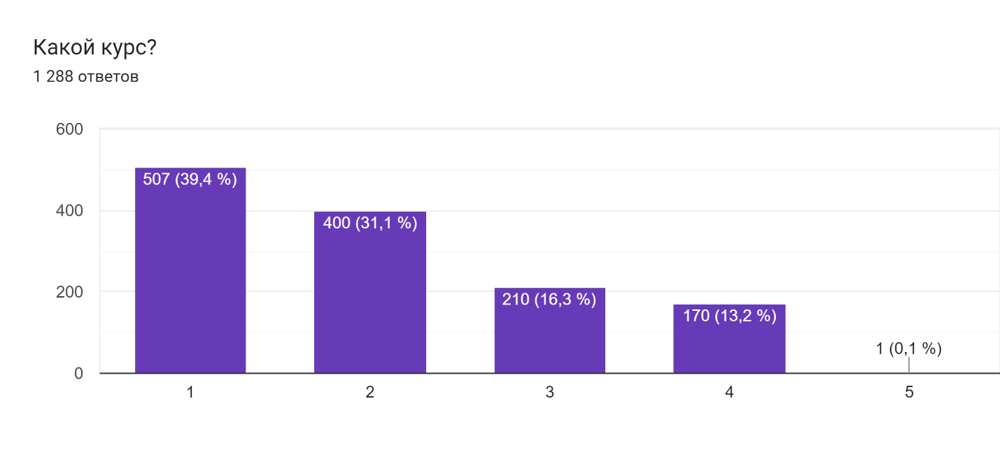 Какой курс?
1 288 ответов
600
400
200
0
507 (39,4 %)
400 (31,1 %)
210 (16,3 %)
170 (13,2 %)
1 (0,1 %)
1
2
3
4
5